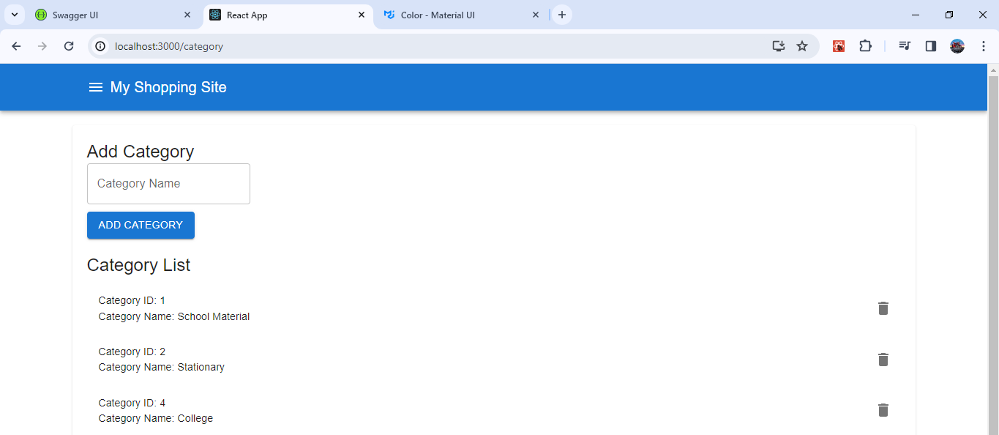 Swagger UI
React App
Color - Material UI
localhost:3000/category
My Shopping Site
Add Category
Category Name
ADD CATEGORY
Category List
Category ID: 1
Category Name: School Material
Category ID: 2
Category Name: Stationary
Category ID: 4
Category Name: College